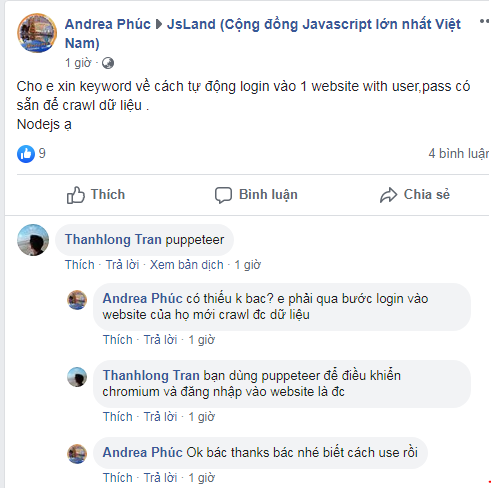 Andrea Phúc ▸ JsLand (Cộng đồng Javascript lớn nhất Việt
Nam)
1 giờ ·
Cho e xin keyword về cách tự động login vào 1 website with user,pass có
sẵn để crawl dữ liệu .
Nodejs ạ
9
4 bình luận
Thích
Bình luận
Chia sẻ
Thanhlong Tran puppeteer
Thích · Trả lời · Xem bản dịch · 1 giờ
Andrea Phúc có thiếu k bac? e phải qua bước login vào
website của họ mới crawl đc dữ liệu
Thích · Trả lời · 1 giờ
Thanhlong Tran bạn dùng puppeteer để điều khiển
chromium và đăng nhập vào website là đc
Thích · Trả lời · 1 giờ
Andrea Phúc Ok bác thanks bác nhé biết cách use rồi
Thích · Trả lời · 1 giờ